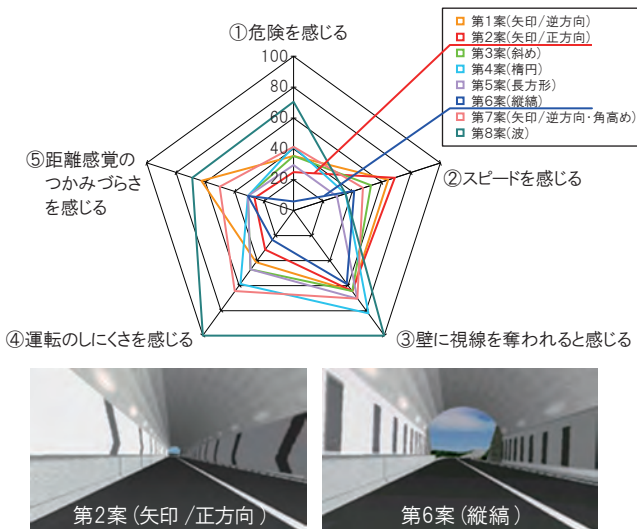 ①危険を感じる
100
80
60
40
20
0
第1案(矢印/逆方向)
第2案(矢印/正方向)
第3案(斜め)
第4案(楕円)
第5案(長方形)
第6案(縦縞)
第7案(矢印/逆方向・角高め)
第8案(波)
⑤距離感覚の
つかみづらさ
を感じる
②スピードを感じる
④運転のしにくさを感じる
③壁に視線を奪われると感じる
第2案(矢印/正方向)
第6案(縦縞)